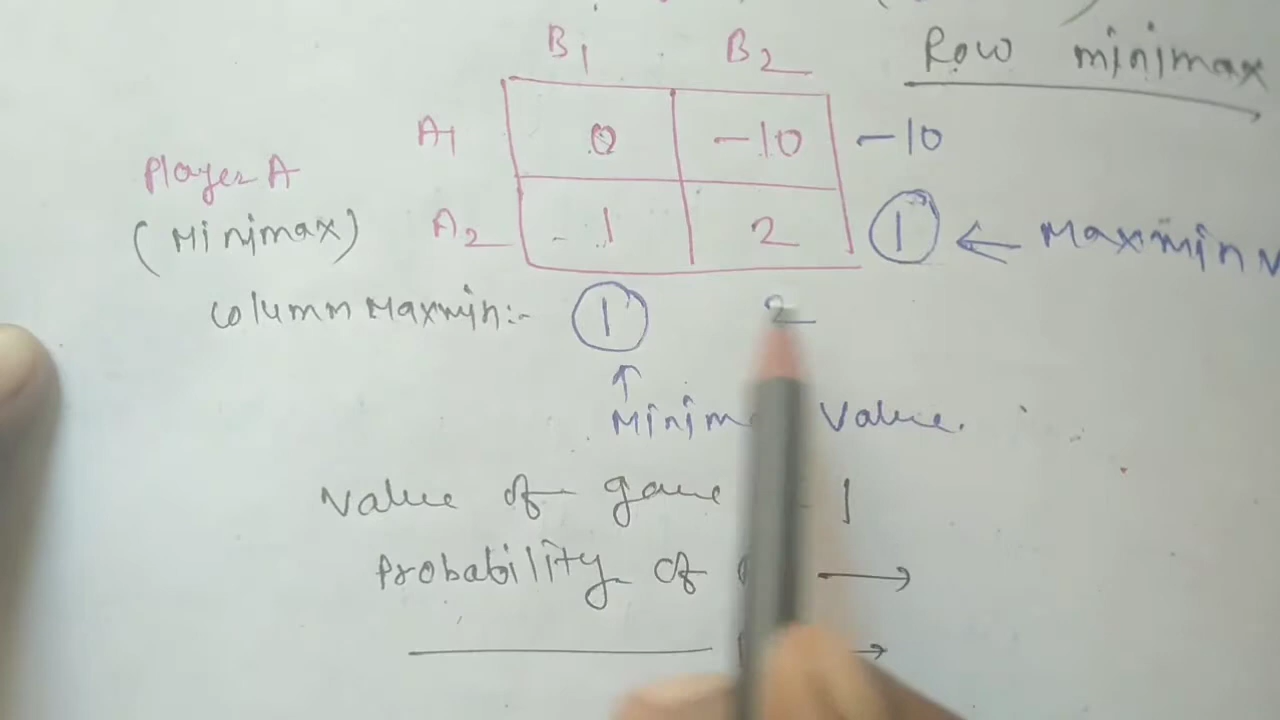 B1 B2 Row minimax
A1 0 -10 -10
Player A
(Minimax) A2 1 2 1 ← Maxmin
column Maxmin:- 1 2
↑
value.
value of game 1
Probability of →
→